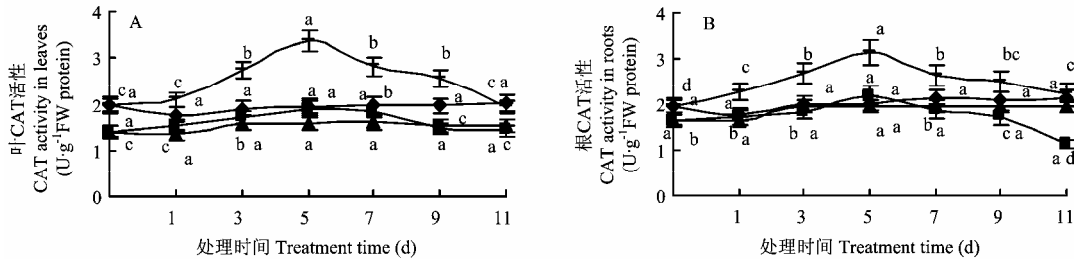 A
叶CAT活性
CAT activity in leaves
(U·g⁻¹FW protein)
4
3
2
1
0
c a
c
b
a
b
b
c a
a
a
a
a
b
a
a
c
c
a
b
a
a
b
a
c
a
c
1 3 5 7 9 11
处理时间 Treatment time (d)
B
根CAT活性
CAT activity in roots
(U·g⁻¹FW protein)
4
3
2
1
0
d
c
b
a
b
bc
c
a
a
a
a
a
a
a
a
b
b
a
b
a
a
a
b
a
c
a
a d
1 3 5 7 9 11
处理时间 Treatment time (d)